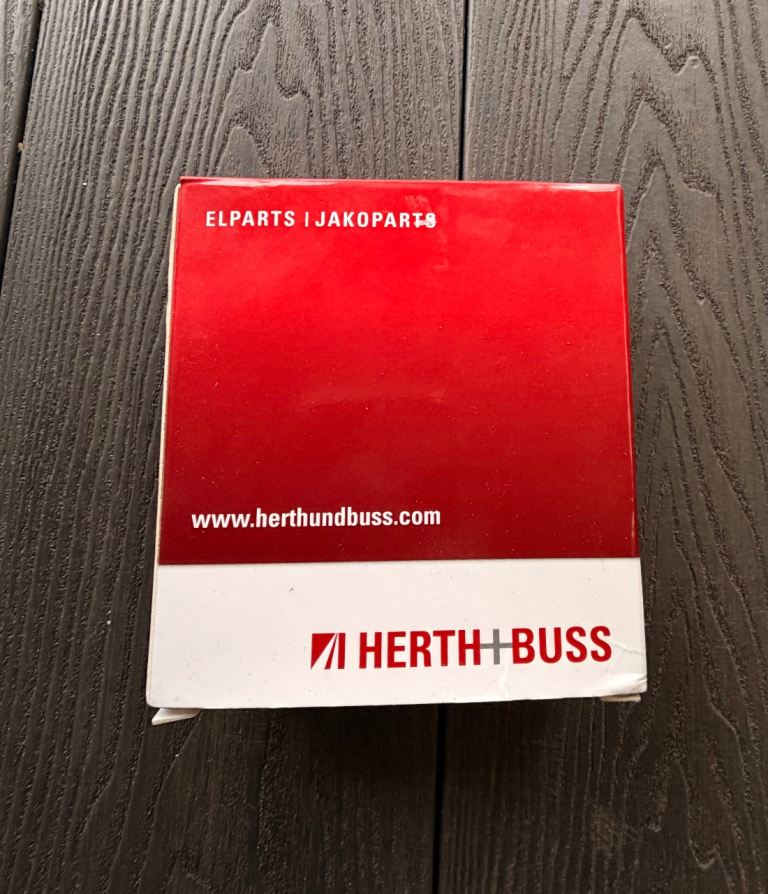 ELPARTS | JAKOPARTS
www.herthundbuss.com
HERTH+BUSS